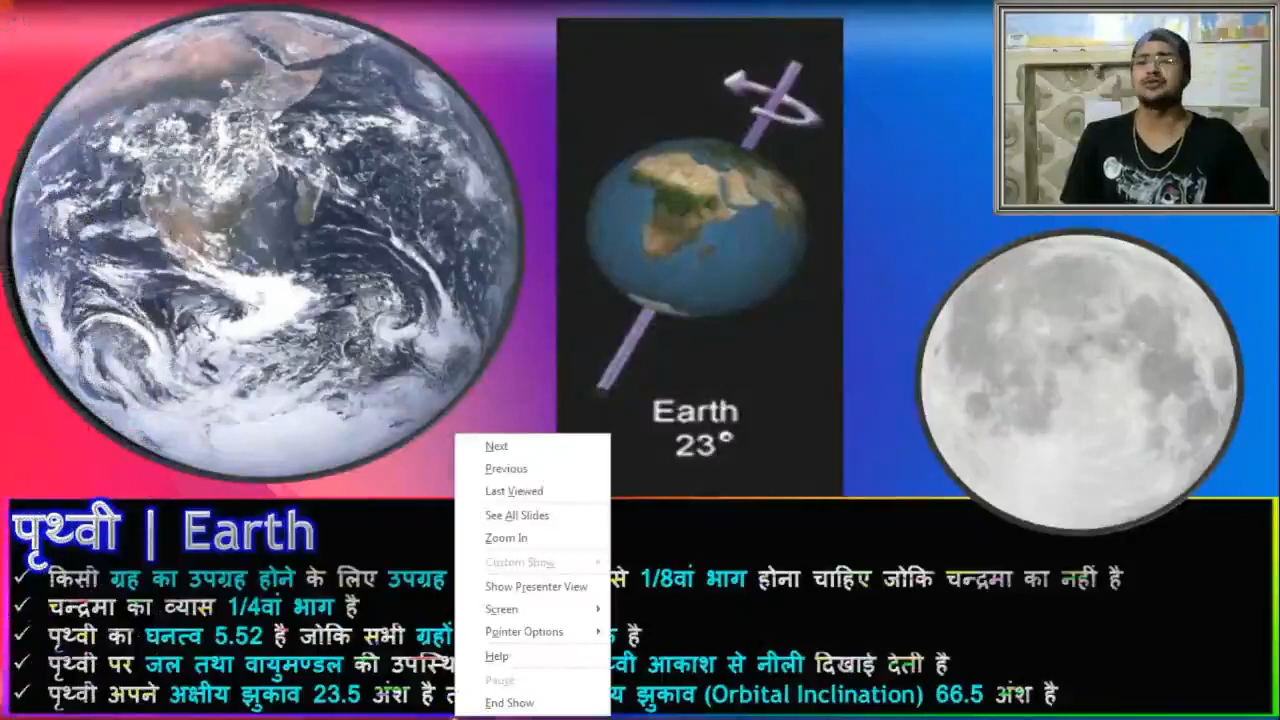 Earth
23°
Next
Previous
Last Viewed
See All Slides
Zoom In
Custom Show
Show Presenter View
Screen
Pointer Options
Help
Pause
End Show
पृथ्वी | Earth
किसी ग्रह का उपग्रह होने के लिए उपग्रह से 1/8वां भाग होना चाहिए जोकि चन्द्रमा का नहीं है
चन्द्रमा का व्यास 1/4वां भाग है
पृथ्वी का घनत्व 5.52 है जोकि सभी ग्रहों है
पृथ्वी पर जल तथा वायुमण्डल की आकाश से नीली दिखाई देती है
पृथ्वी अपने अक्षीय झुकाव 23.5 अंश है झुकाव (Orbital Inclination) 66.5 अंश है